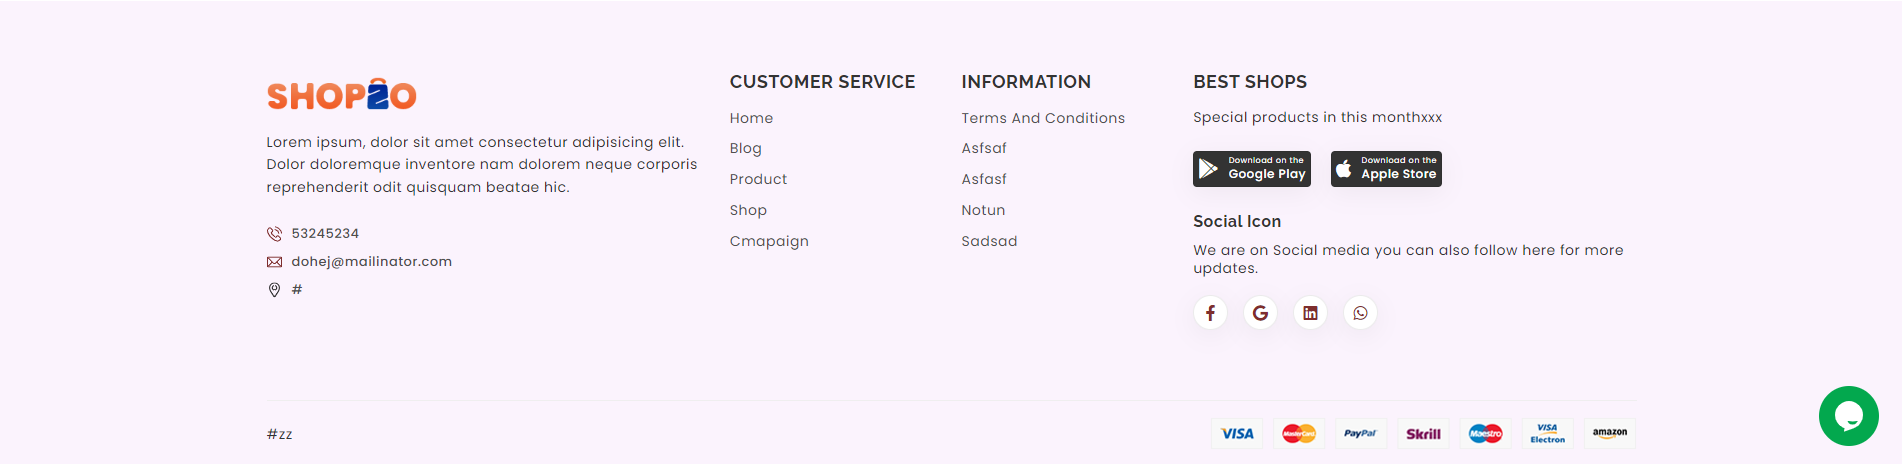 SHOP2O
Lorem ipsum, dolor sit amet consectetur adipisicing elit.
Dolor doloremque inventore nam dolorem neque corporis
reprehenderit odit quisquam beatae hic.
53245234
dohej@mailinator.com
#
CUSTOMER SERVICE
Home
Blog
Product
Shop
Cmapaign
INFORMATION
Terms And Conditions
Asfsaf
Asfasf
Notun
Sadsad
BEST SHOPS
Special products in this monthxxx
Download on the
Google Play
Download on the
Apple Store
Social Icon
We are on Social media you can also follow here for more
updates.
#zz
VISA
MasterCard
PayPal
Skrill
Maestro
VISA
Electron
amazon